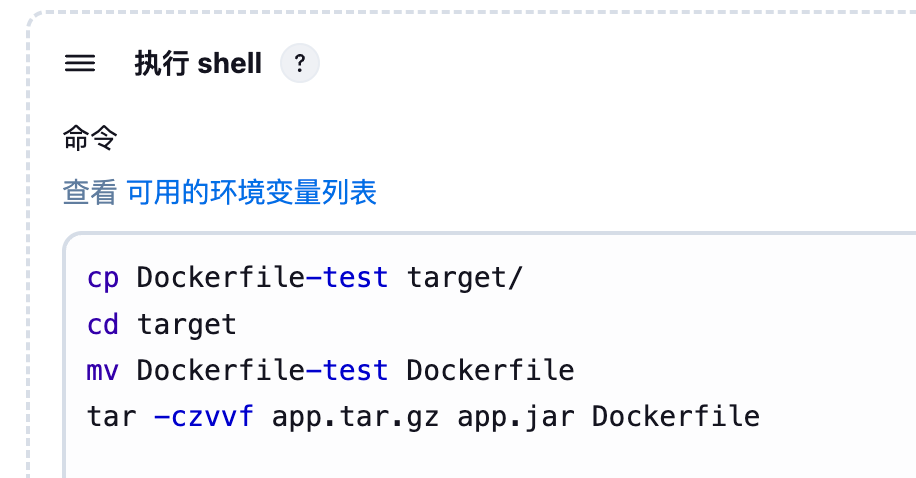 执行 shell ?
命令
查看 可用的环境变量列表
cp Dockerfile-test target/
cd target
mv Dockerfile-test Dockerfile
tar -czvvf app.tar.gz app.jar Dockerfile